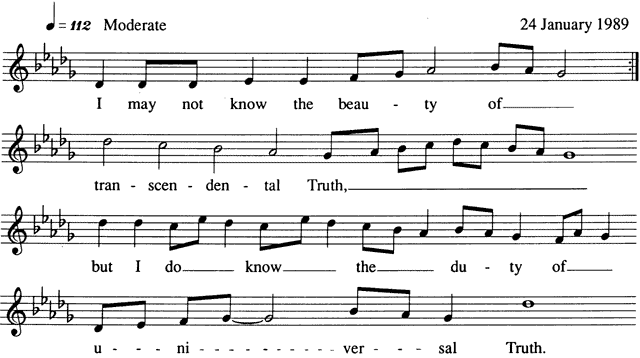 ♩ = 112 Moderate 24 January 1989
I may not know the beau - ty of
tran - scen - den - tal Truth,
but I do know the du - ty of
u - - - ni - - - - - - - - - ver - - - sal Truth.